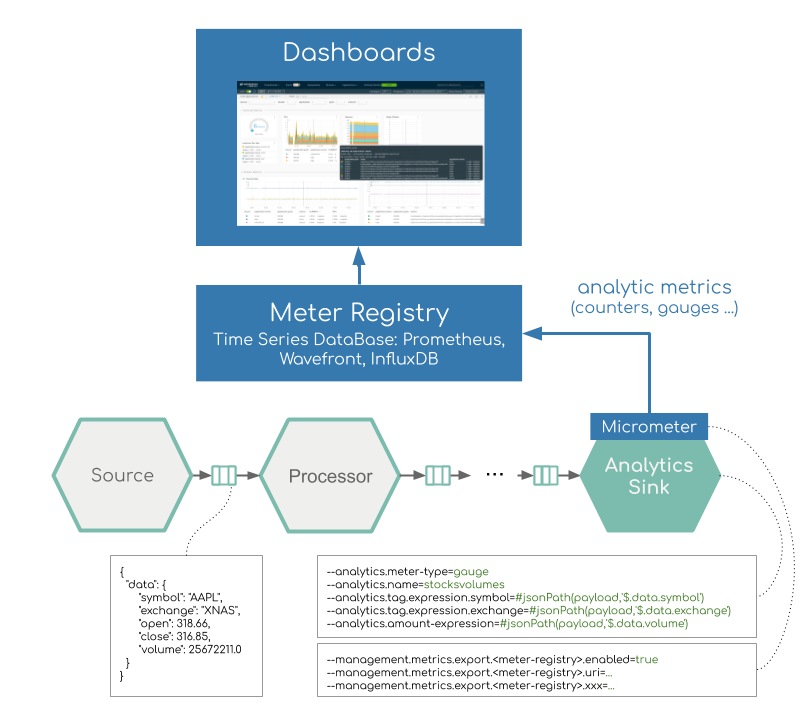 Dashboards
Meter Registry
Time Series DataBase: Prometheus,
Wavefront, InfluxDB
analytic metrics
(counters, gauges ...)
Micrometer
Source
Processor
...
Analytics
Sink
{
"data": {
"symbol": "AAPL",
"exchange": "XNAS",
"open": 318.66,
"close": 316.85,
"volume": 25672211.0
}
}
--analytics.meter-type=gauge
--analytics.name=stocksvolumes
--analytics.tag.expression.symbol=#jsonPath(payload,'$.data.symbol')
--analytics.tag.expression.exchange=#jsonPath(payload,'$.data.exchange')
--analytics.amount-expression=#jsonPath(payload,'$.data.volume')
--management.metrics.export.<meter-registry>.enabled=true
--management.metrics.export.<meter-registry>.uri=...
--management.metrics.export.<meter-registry>.xxx=...